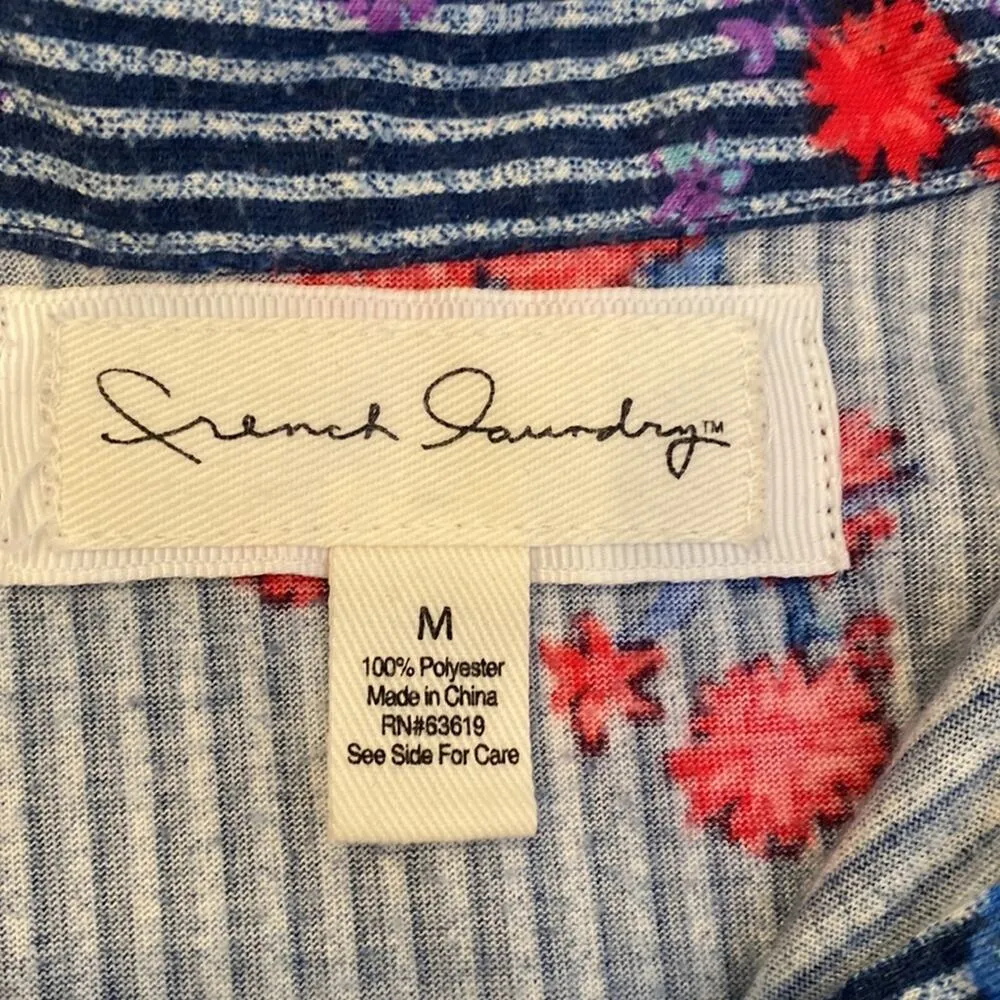 French Laundry™
M
100% Polyester
Made in China
RN#63619
See Side For Care